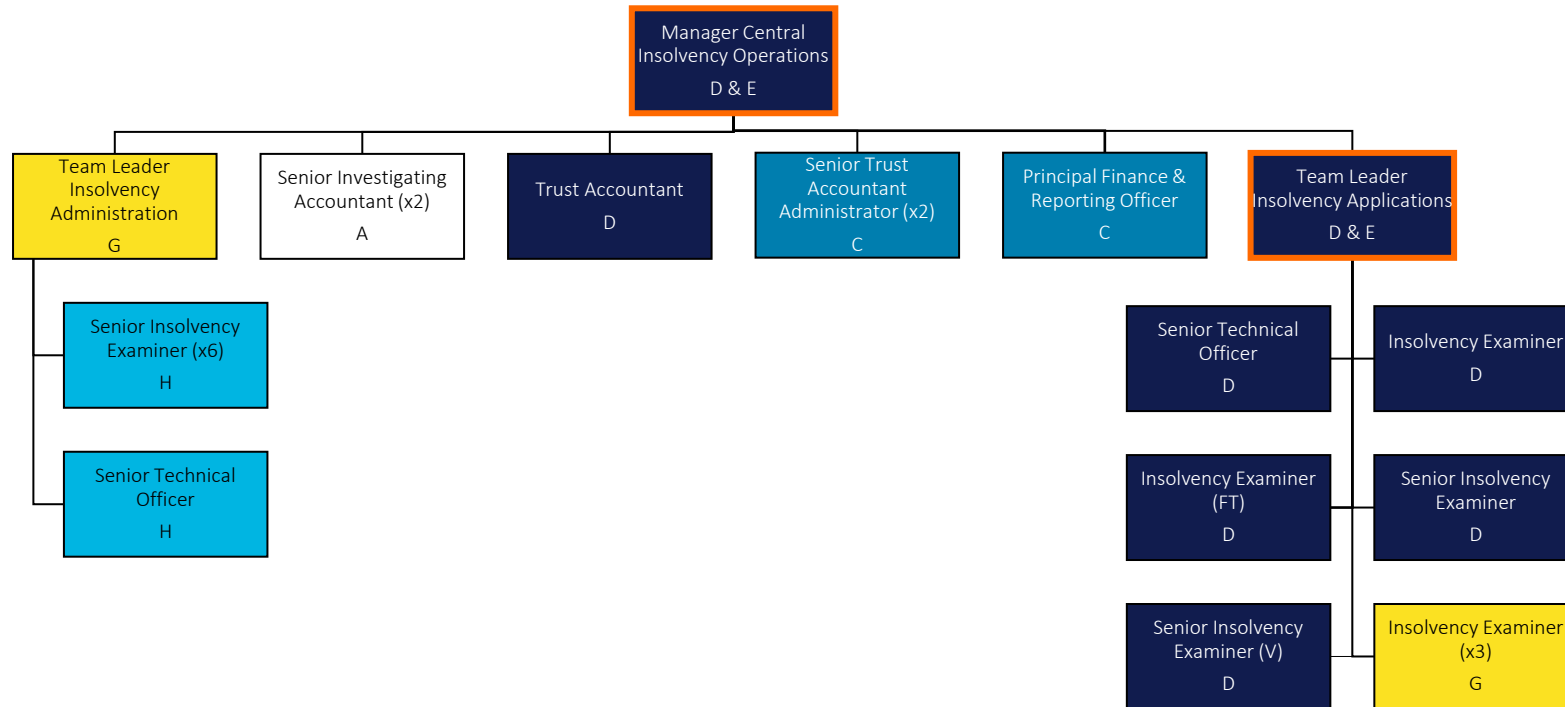 Manager Central
Insolvency Operations
D & E
Team Leader
Insolvency
Administration
G
Senior Investigating
Accountant (x2)
A
Trust Accountant
D
Senior Trust
Accountant
Administrator (x2)
C
Principal Finance &
Reporting Officer
C
Team Leader
Insolvency Applications
D & E
Senior Insolvency
Examiner (x6)
H
Senior Technical
Officer
H
Senior Technical
Officer
D
Insolvency Examiner
D
Insolvency Examiner
(FT)
D
Senior Insolvency
Examiner
D
Senior Insolvency
Examiner (V)
D
Insolvency Examiner
(x3)
G